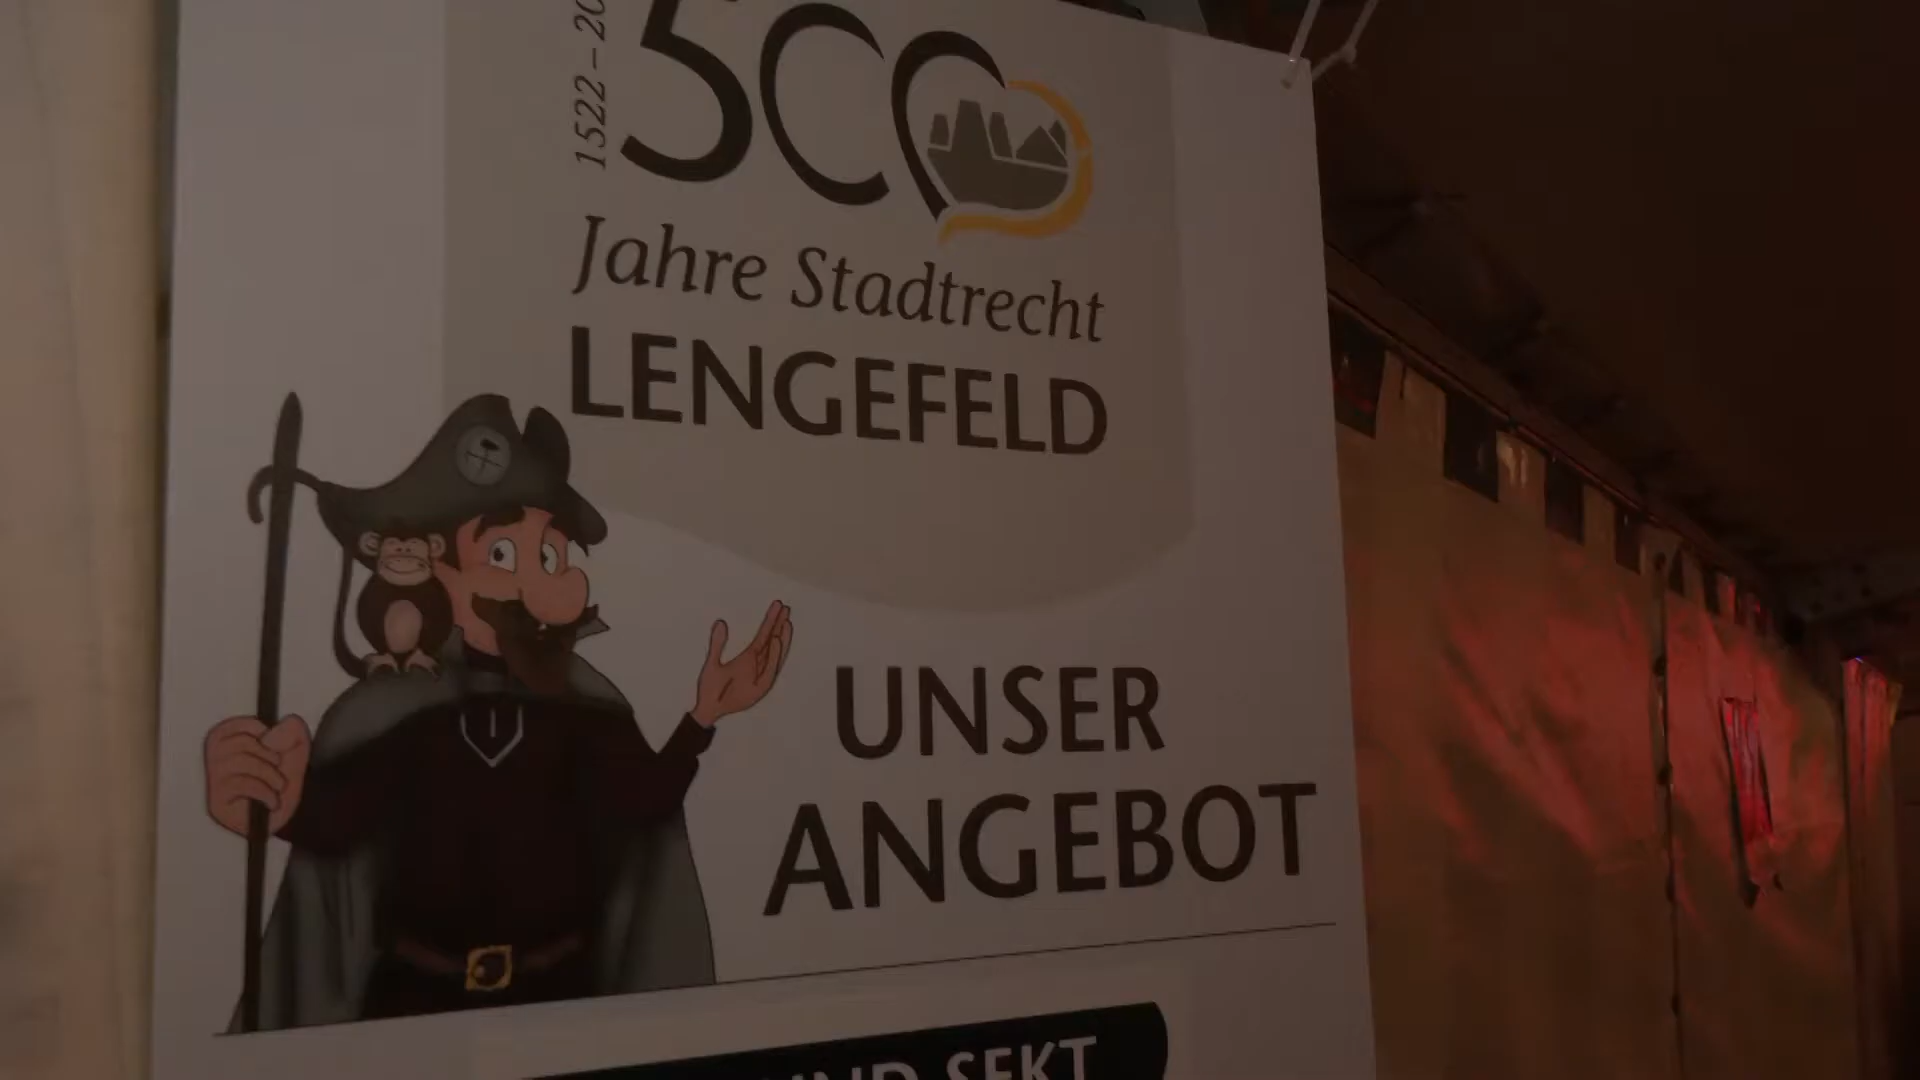 1522 – 20
500
Jahre Stadtrecht
LENGEFELD
UNSER
ANGEBOT
UND SEKT